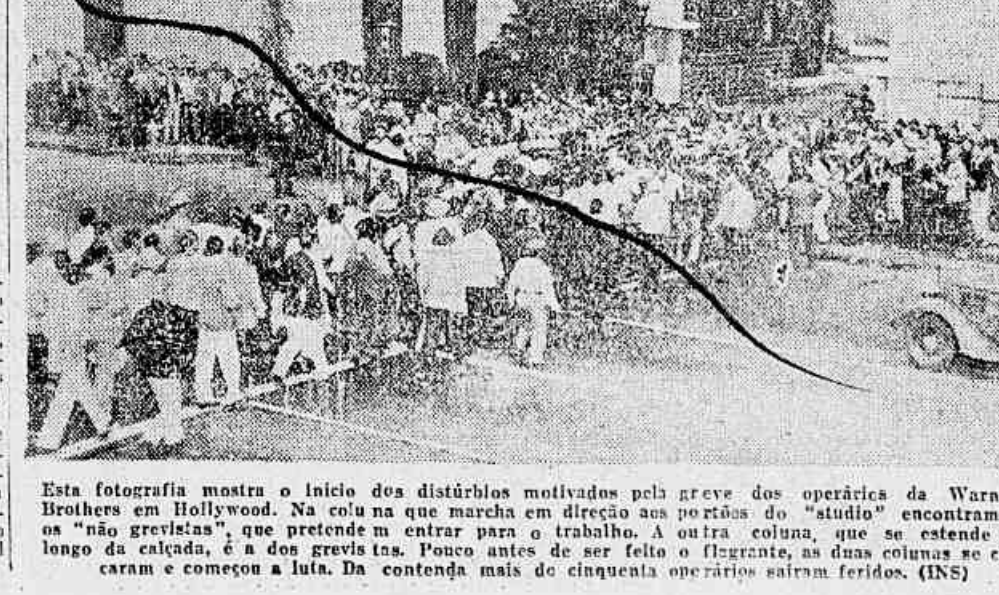 Esta fotografia mostra o início dos distúrbios motivados pela greve dos operários da Warn
Brothers em Hollywood. Na coluna que marcha em direção aos portões do "studio" encontram
os "não grevistas", que pretendem entrar para o trabalho. A outra coluna, que se estende
longo da calçada, é a dos grevistas. Pouco antes de ser feito o flagrante, as duas colunas se e
caram e começou a luta. Da contenda mais de cinquenta operários saíram feridos. (INS)